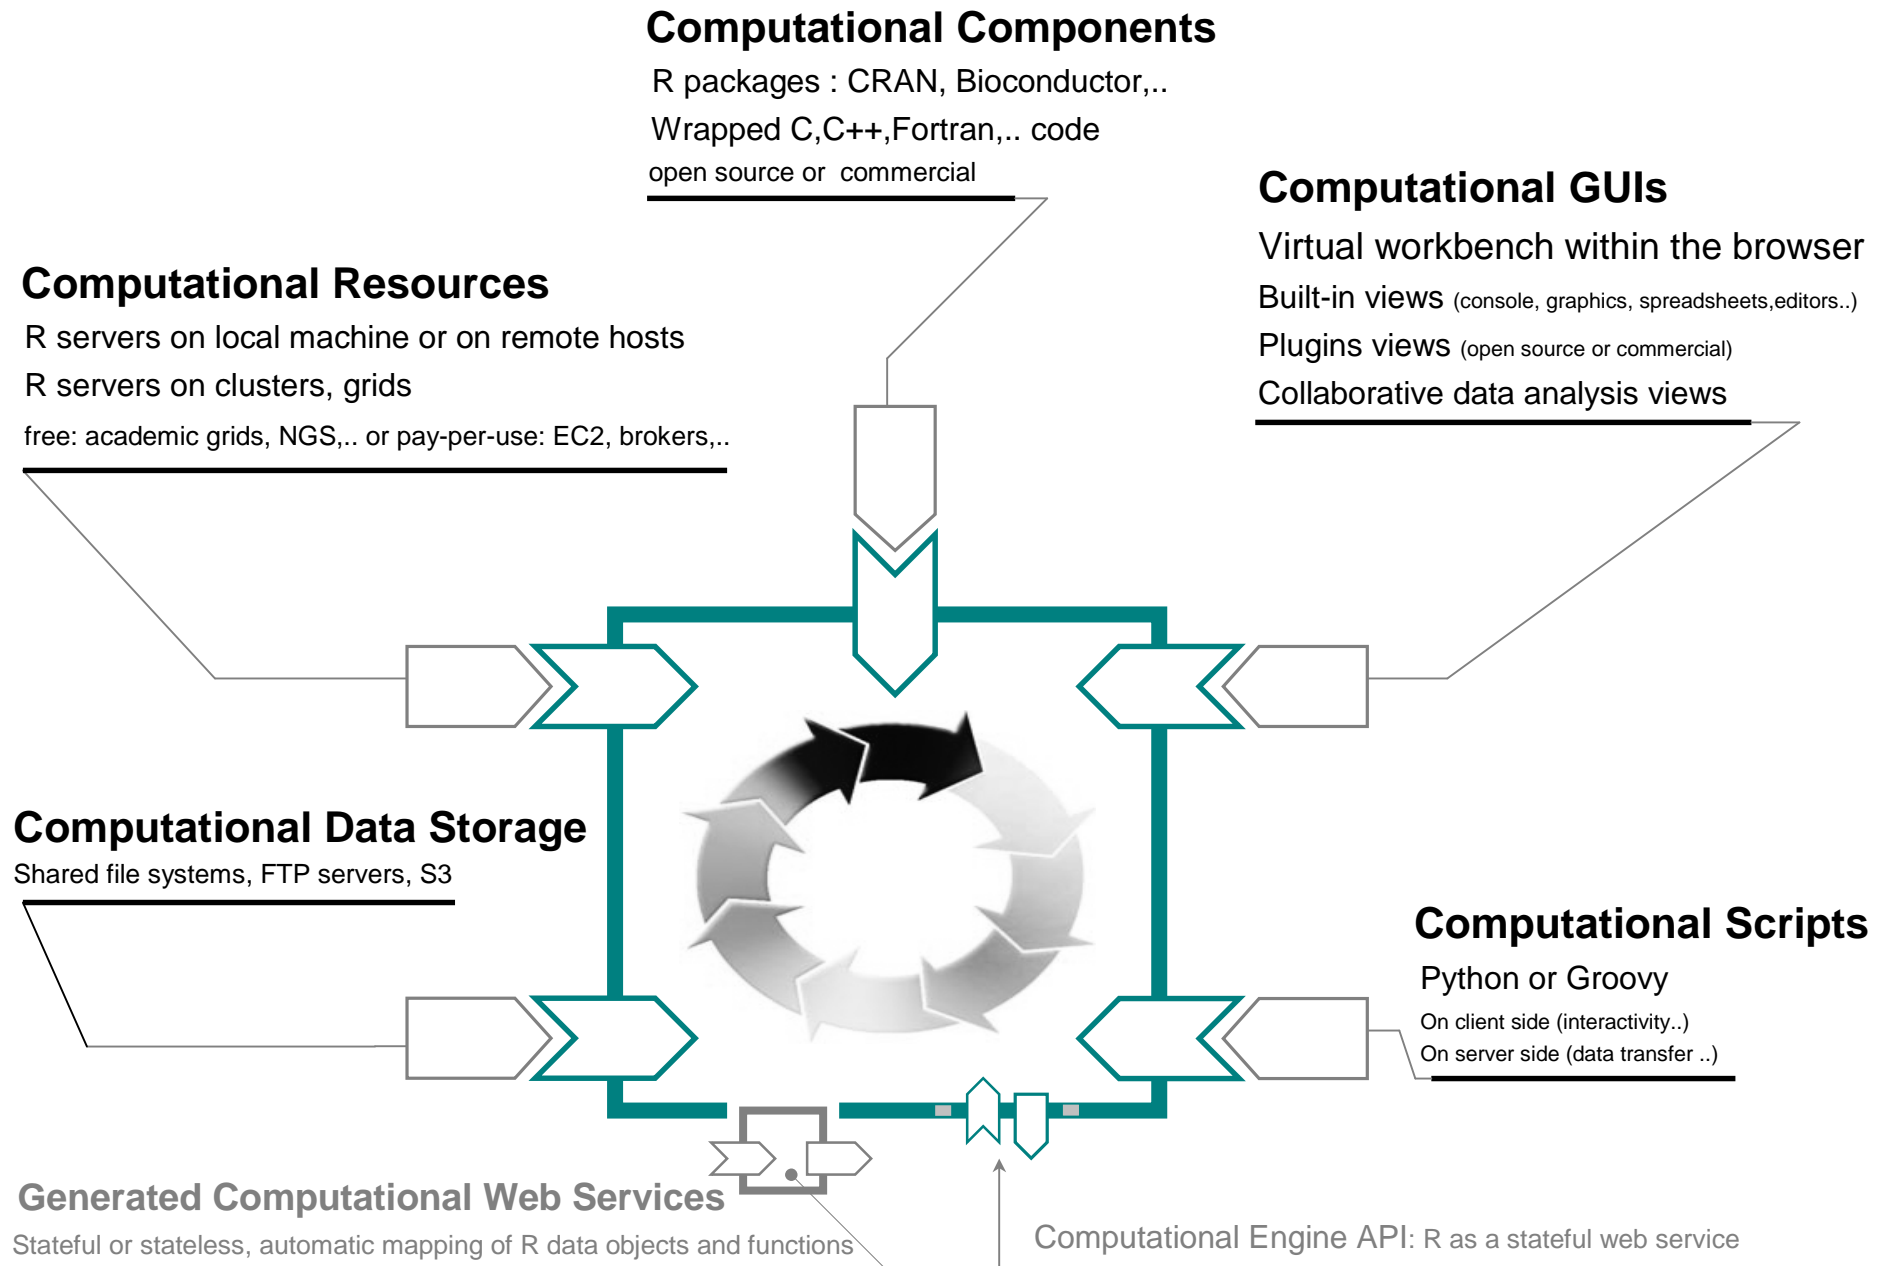 Computational Components
R packages : CRAN, Bioconductor,..
Wrapped C,C++,Fortran,.. code
open source or  commercial
Computational GUIs
Virtual workbench within the browser
Built-in views (console, graphics, spreadsheets,editors..)
Plugins views (open source or commercial)
Collaborative data analysis views
Computational Resources
R servers on local machine or on remote hosts
R servers on clusters, grids
free: academic grids, NGS,.. or pay-per-use: EC2, brokers,..
Computational Data Storage
Shared file systems, FTP servers, S3
Computational Scripts
Python or Groovy
On client side (interactivity..)
On server side (data transfer ..)
Generated Computational Web Services
Stateful or stateless, automatic mapping of R data objects and functions
Computational Engine API: R as a stateful web service